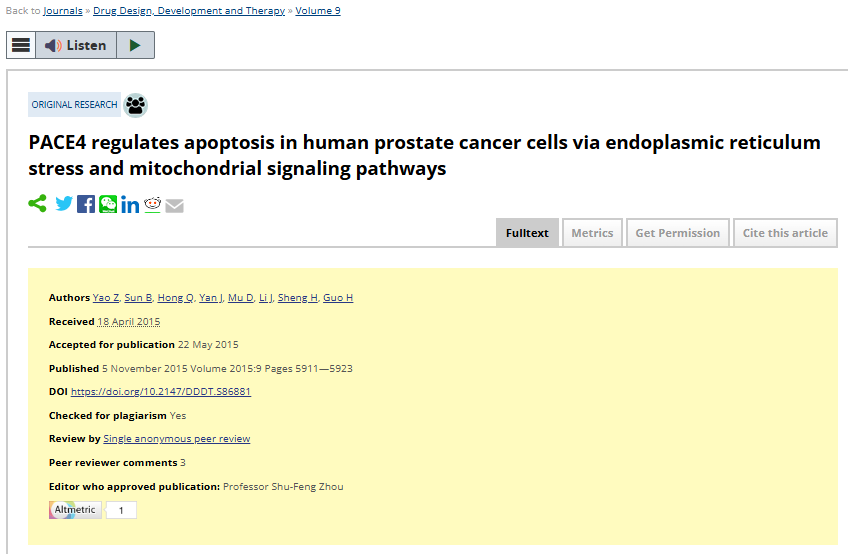 Back to Journals » Drug Design, Development and Therapy » Volume 9
Listen
ORIGINAL RESEARCH
PACE4 regulates apoptosis in human prostate cancer cells via endoplasmic reticulum
stress and mitochondrial signaling pathways
Fulltext Metrics Get Permission Cite this article
Authors Yao Z, Sun B, Hong Q, Yan J, Mu D, Li J, Sheng H, Guo H
Received 18 April 2015
Accepted for publication 22 May 2015
Published 5 November 2015 Volume 2015:9 Pages 5911—5923
DOI https://doi.org/10.2147/DDDT.S86881
Checked for plagiarism Yes
Review by Single anonymous peer review
Peer reviewer comments 3
Editor who approved publication: Professor Shu-Feng Zhou
Altmetric 1